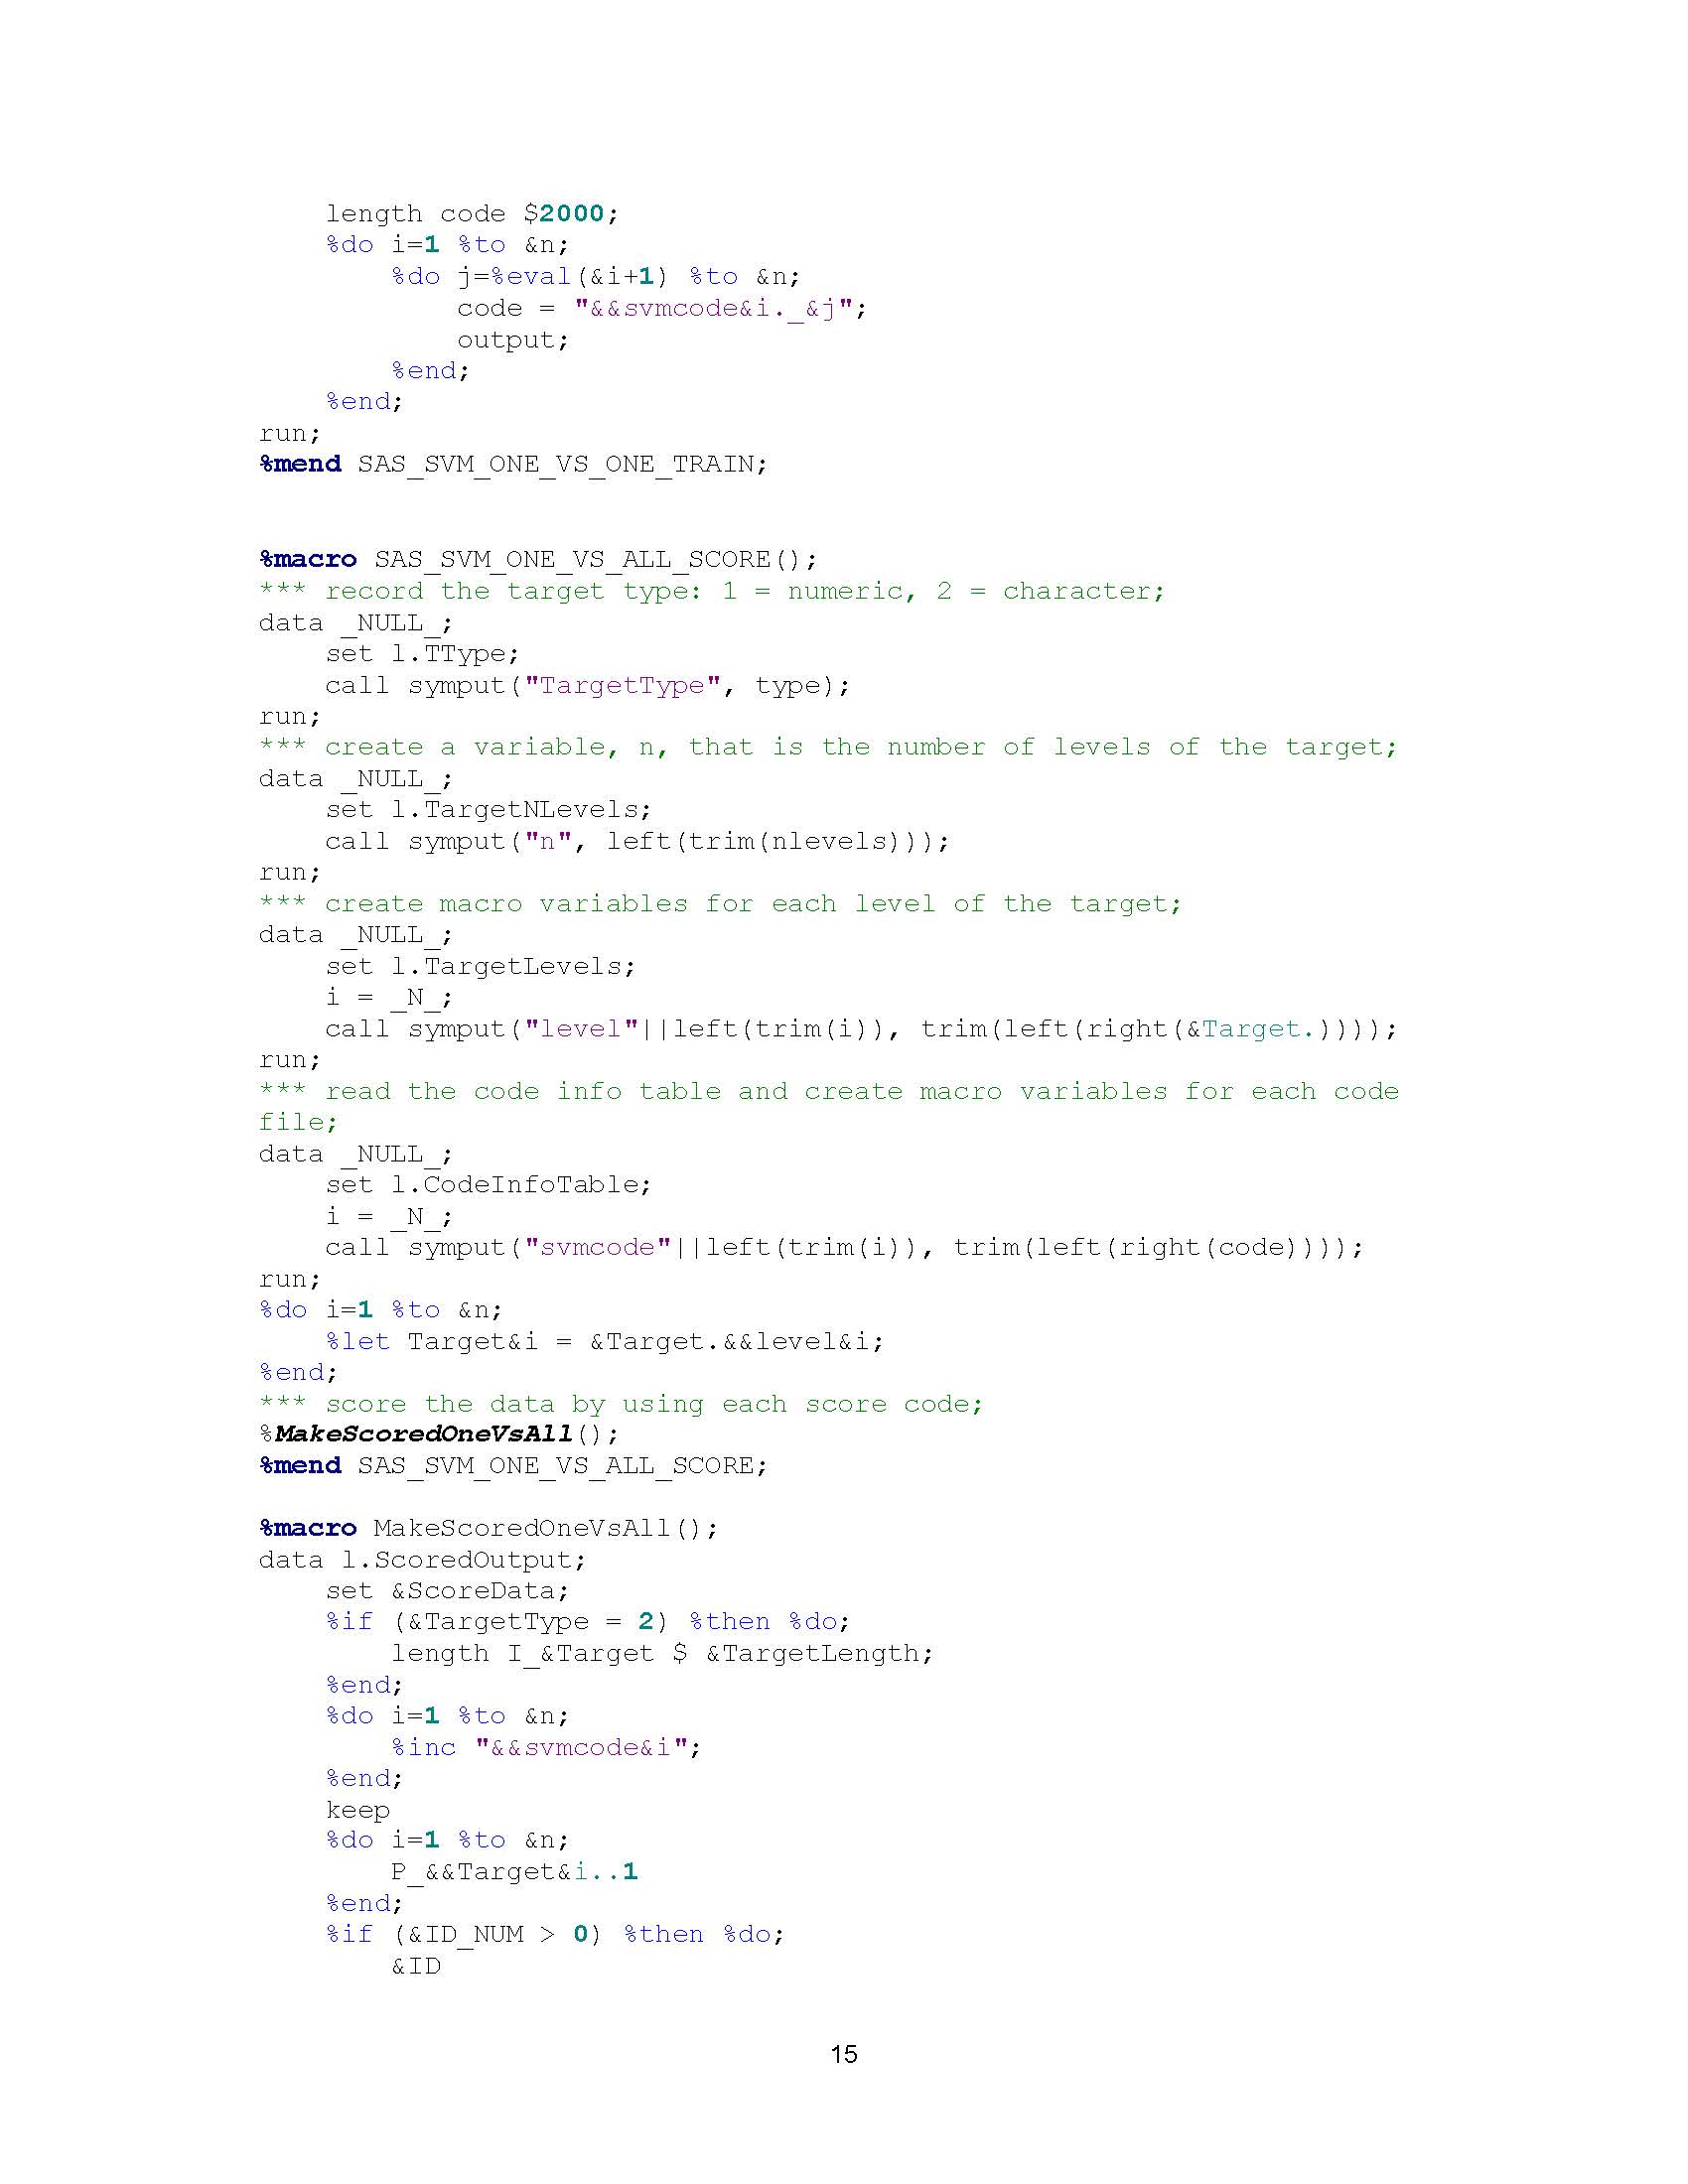 length code $2000;
    %do i=1 %to &n;
        %do j=%eval(&i+1) %to &n;
            code = "&&svmcode&i._&j";
            output;
        %end;
    %end;
run;
%mend SAS_SVM_ONE_VS_ONE_TRAIN;
%macro SAS_SVM_ONE_VS_ALL_SCORE();
*** record the target type: 1 = numeric, 2 = character;
data _NULL_;
    set l.TType;
    call symput("TargetType", type);
run;
*** create a variable, n, that is the number of levels of the target;
data _NULL_;
    set l.TargetNLevels;
    call symput("n", left(trim(nlevels)));
run;
*** create macro variables for each level of the target;
data _NULL_;
    set l.TargetLevels;
    i = _N_;
    call symput("level"||left(trim(i)), trim(left(right(&Target.))));
run;
*** read the code info table and create macro variables for each code
file;
data _NULL_;
    set l.CodeInfoTable;
    i = _N_;
    call symput("svmcode"||left(trim(i)), trim(left(right(code))));
run;
%do i=1 %to &n;
    %let Target&i = &Target.&&level&i;
%end;
*** score the data by using each score code;
%MakeScoredOneVsAll();
%mend SAS_SVM_ONE_VS_ALL_SCORE;
%macro MakeScoredOneVsAll();
data l.ScoredOutput;
    set &ScoreData;
    %if (&TargetType = 2) %then %do;
        length I_&Target $ &TargetLength;
    %end;
    %do i=1 %to &n;
        %inc "&&svmcode&i";
    %end;
    keep
    %do i=1 %to &n;
        P_&&Target&i..1
    %end;
    %if (&ID_NUM > 0) %then %do;
        &ID
15